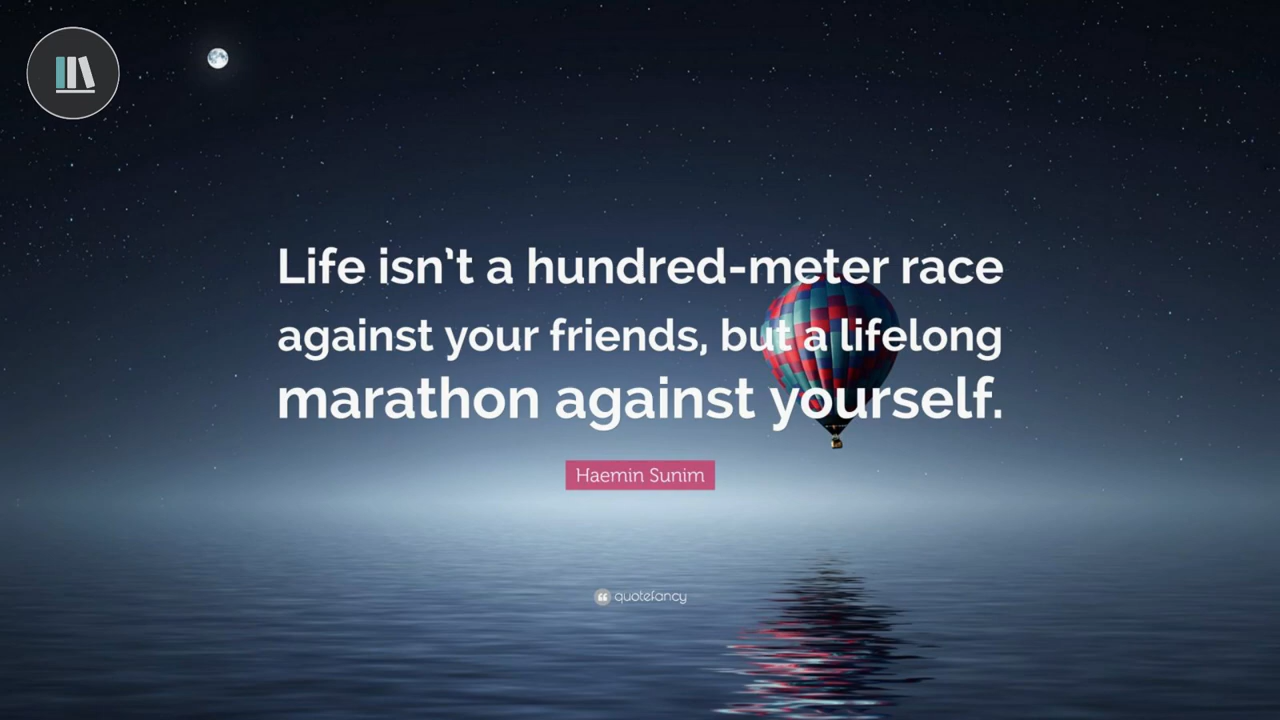 Life isn’t a hundred-meter race
against your friends, but a lifelong
marathon against yourself.
Haemin Sunim
quotefancy